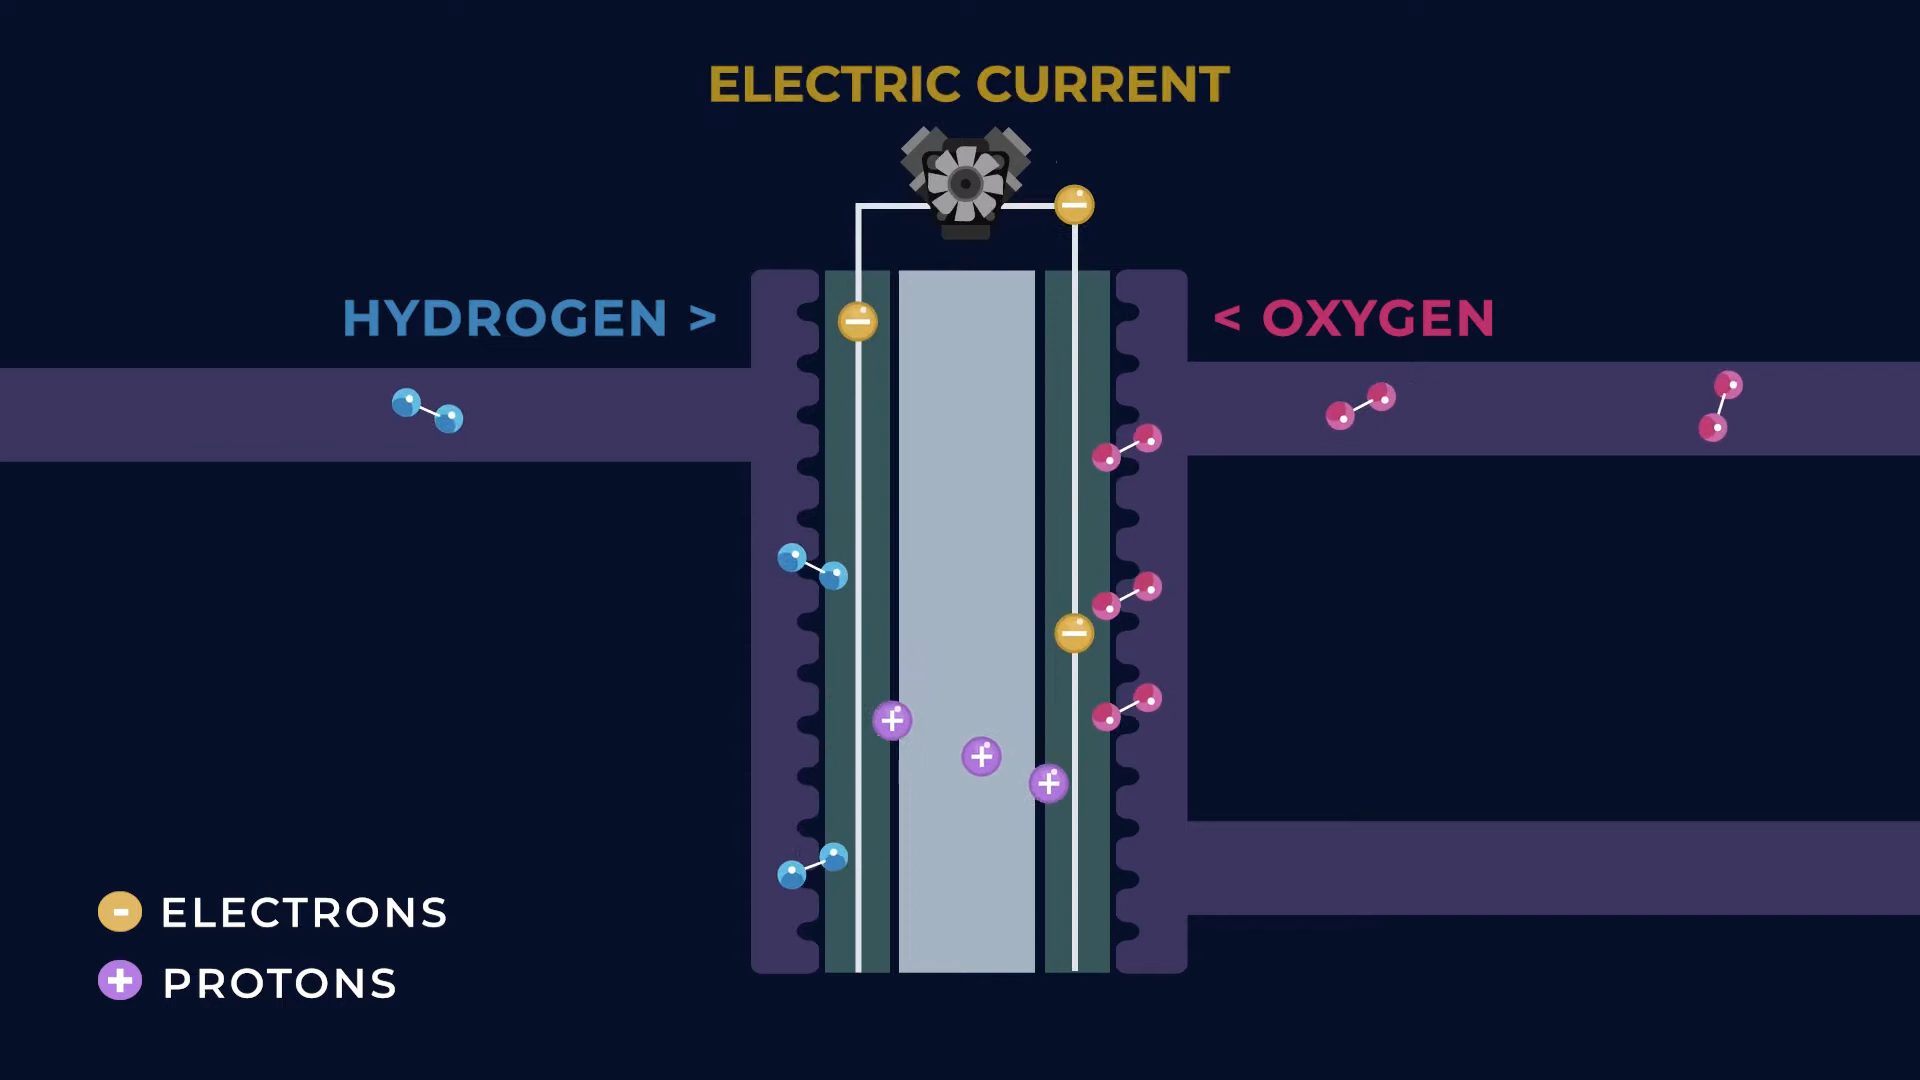 ELECTRIC CURRENT
HYDROGEN >
< OXYGEN
- ELECTRONS
+ PROTONS